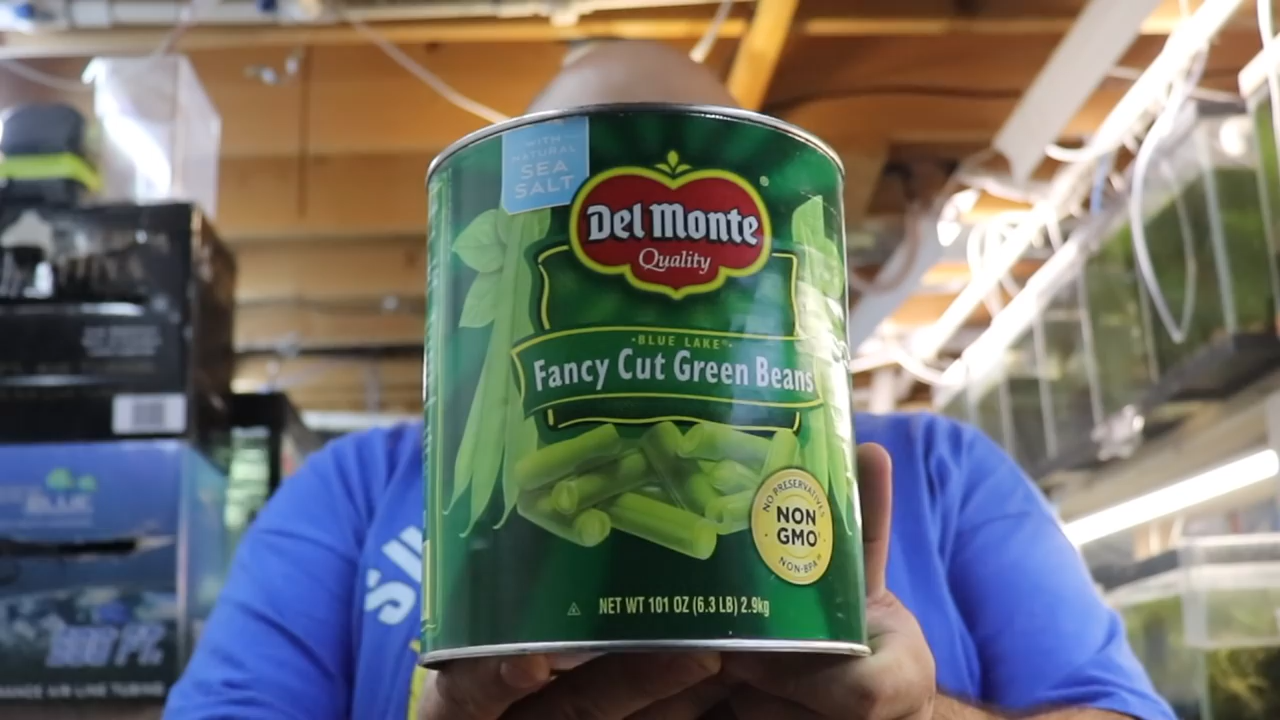 WITH
NATURAL
SEA
SALT
Del Monte
®
Quality
BLUE LAKE®
Fancy Cut Green Beans
NO PRESERVATIVES
NON
GMO
NON-BPA
NET WT 101 OZ (6.3 LB) 2.9kg
BLUE